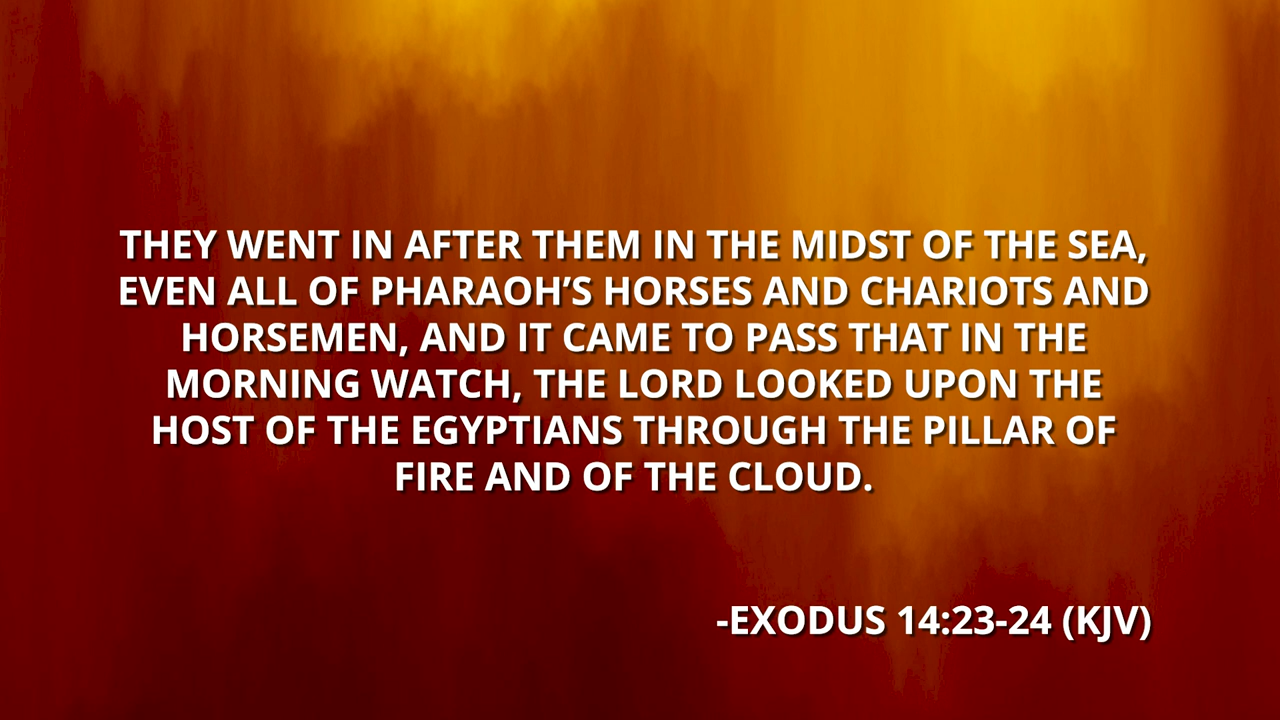 THEY WENT IN AFTER THEM IN THE MIDST OF THE SEA,
EVEN ALL OF PHARAOH’S HORSES AND CHARIOTS AND
HORSEMEN, AND IT CAME TO PASS THAT IN THE
MORNING WATCH, THE LORD LOOKED UPON THE
HOST OF THE EGYPTIANS THROUGH THE PILLAR OF
FIRE AND OF THE CLOUD.
-EXODUS 14:23-24 (KJV)